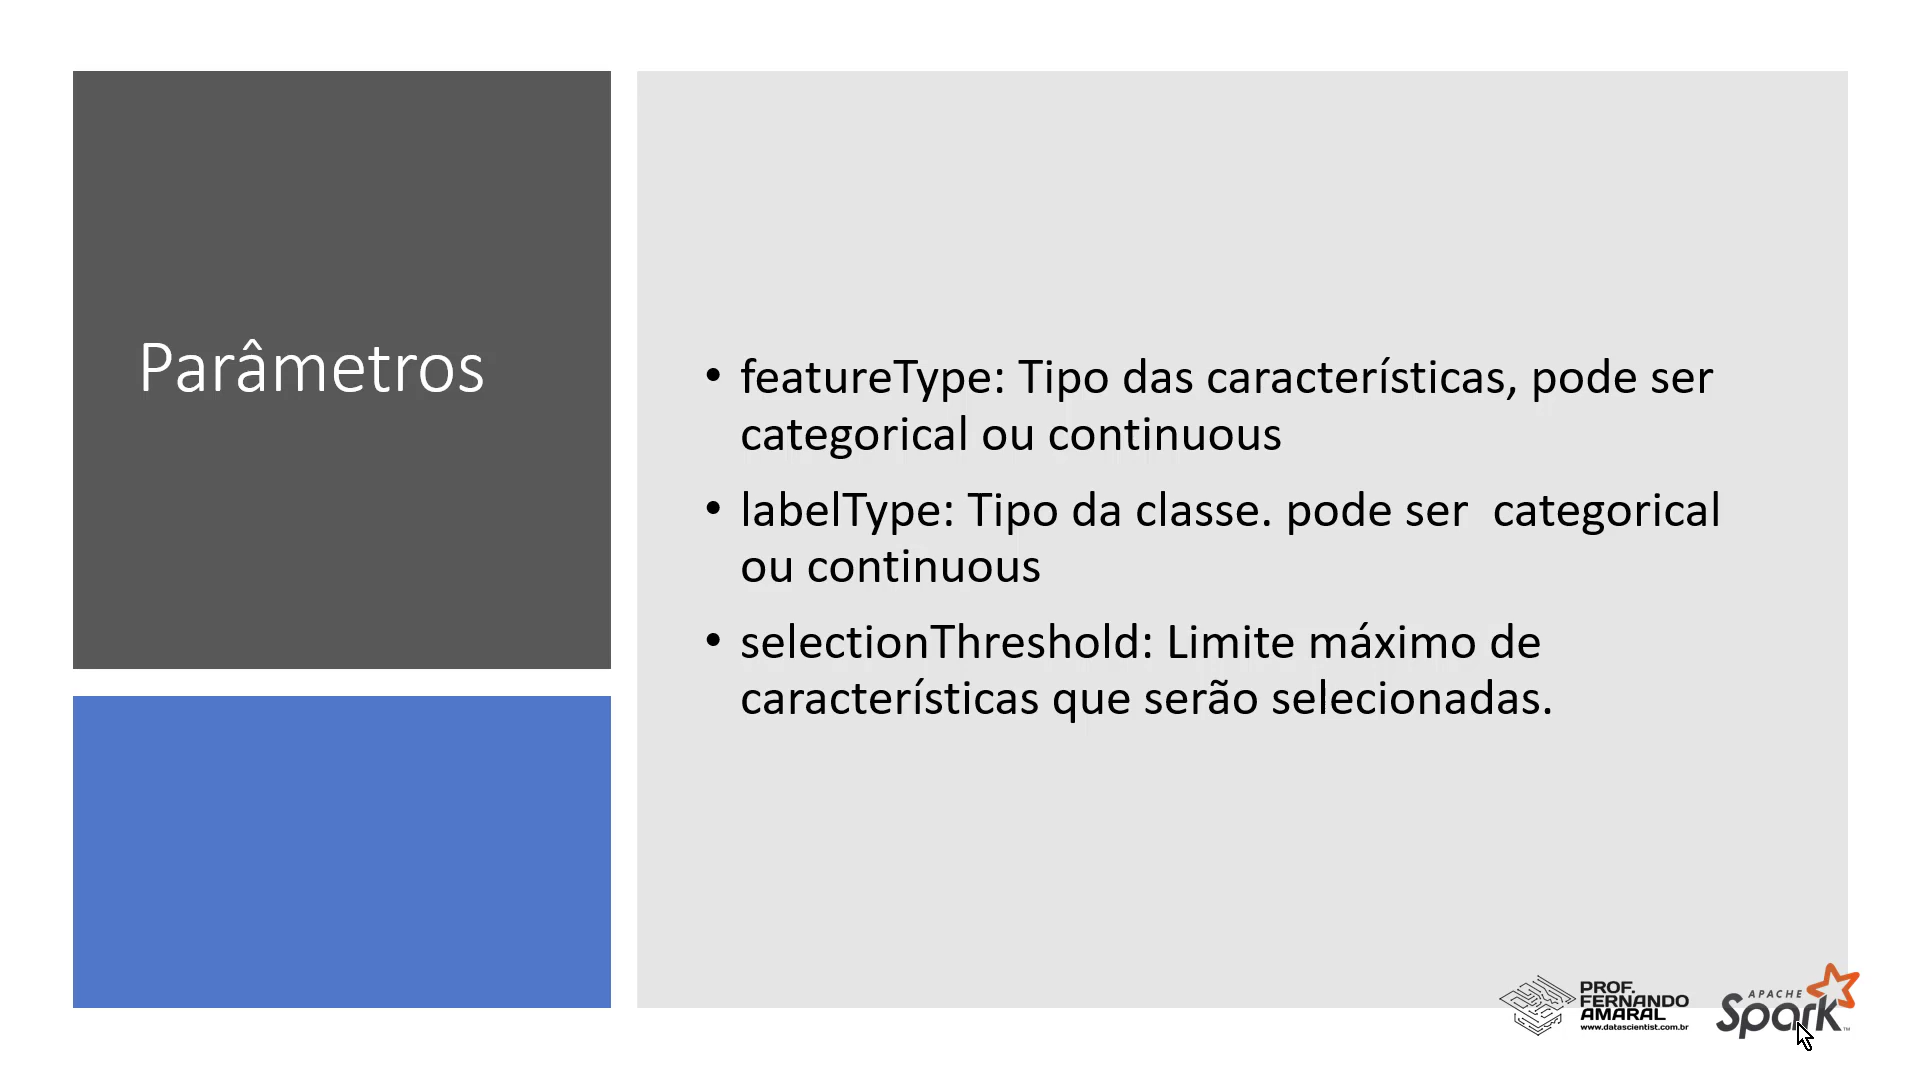 Parâmetros
• featureType: Tipo das características, pode ser
categorical ou continuous
• labelType: Tipo da classe. pode ser  categorical
ou continuous
• selectionThreshold: Limite máximo de
características que serão selecionadas.
PROF.
FERNANDO
AMARAL
www.datascientist.com.br
APACHE
Spark™